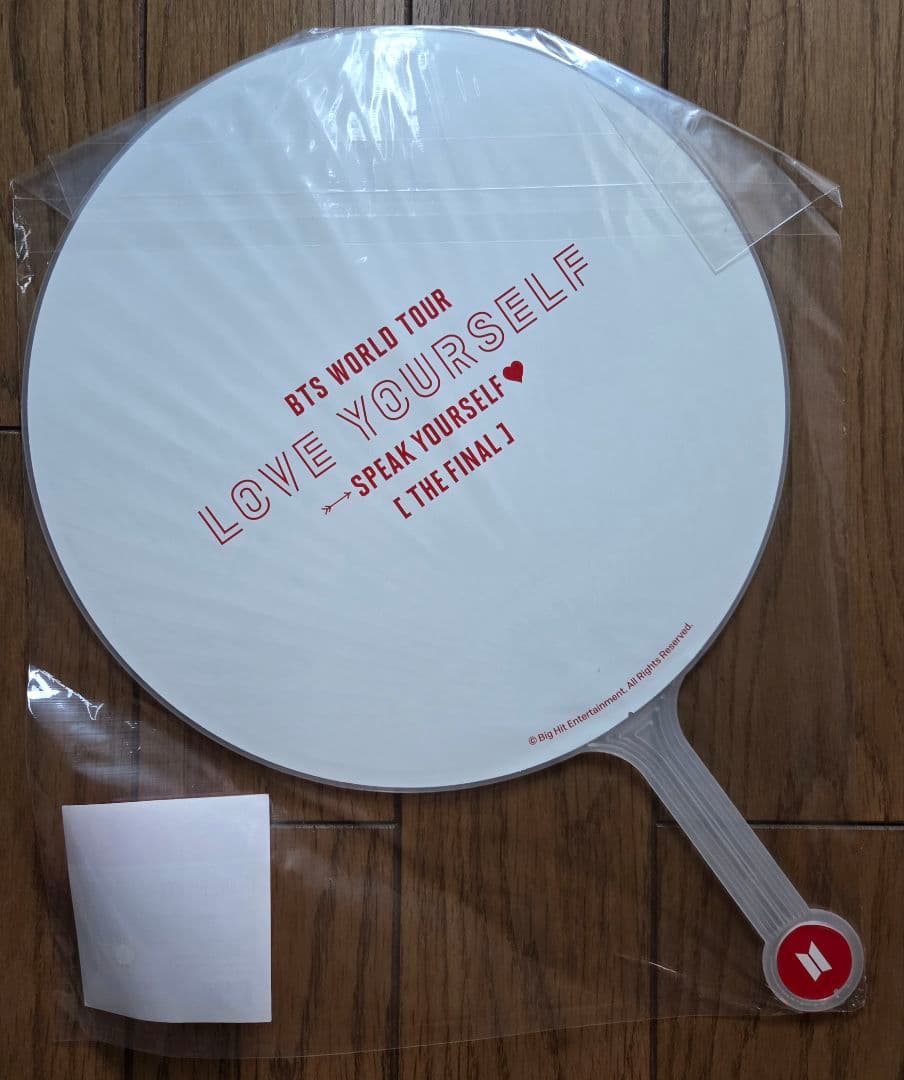 BTS WORLD TOUR
LOVE YOURSELF
SPEAK YOURSELF
[ THE FINAL ]
© Big Hit Entertainment. All Rights Reserved.